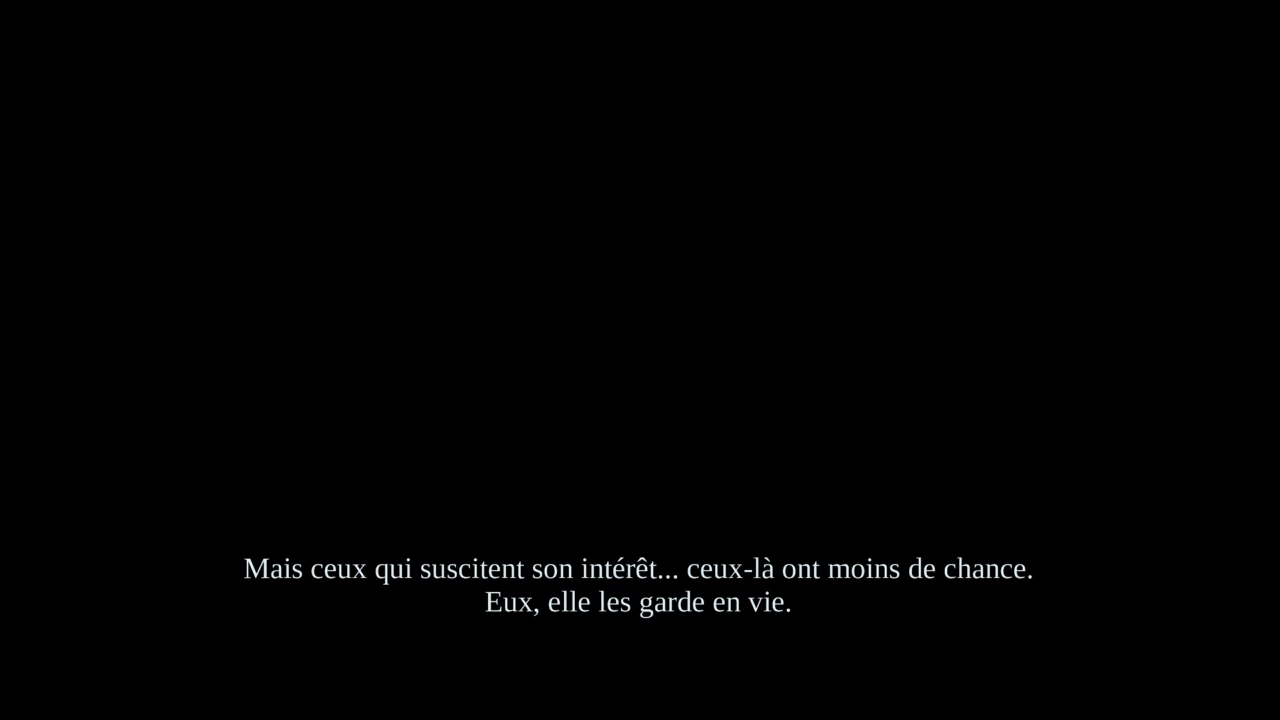 Mais ceux qui suscitent son intérêt... ceux-là ont moins de chance.
Eux, elle les garde en vie.